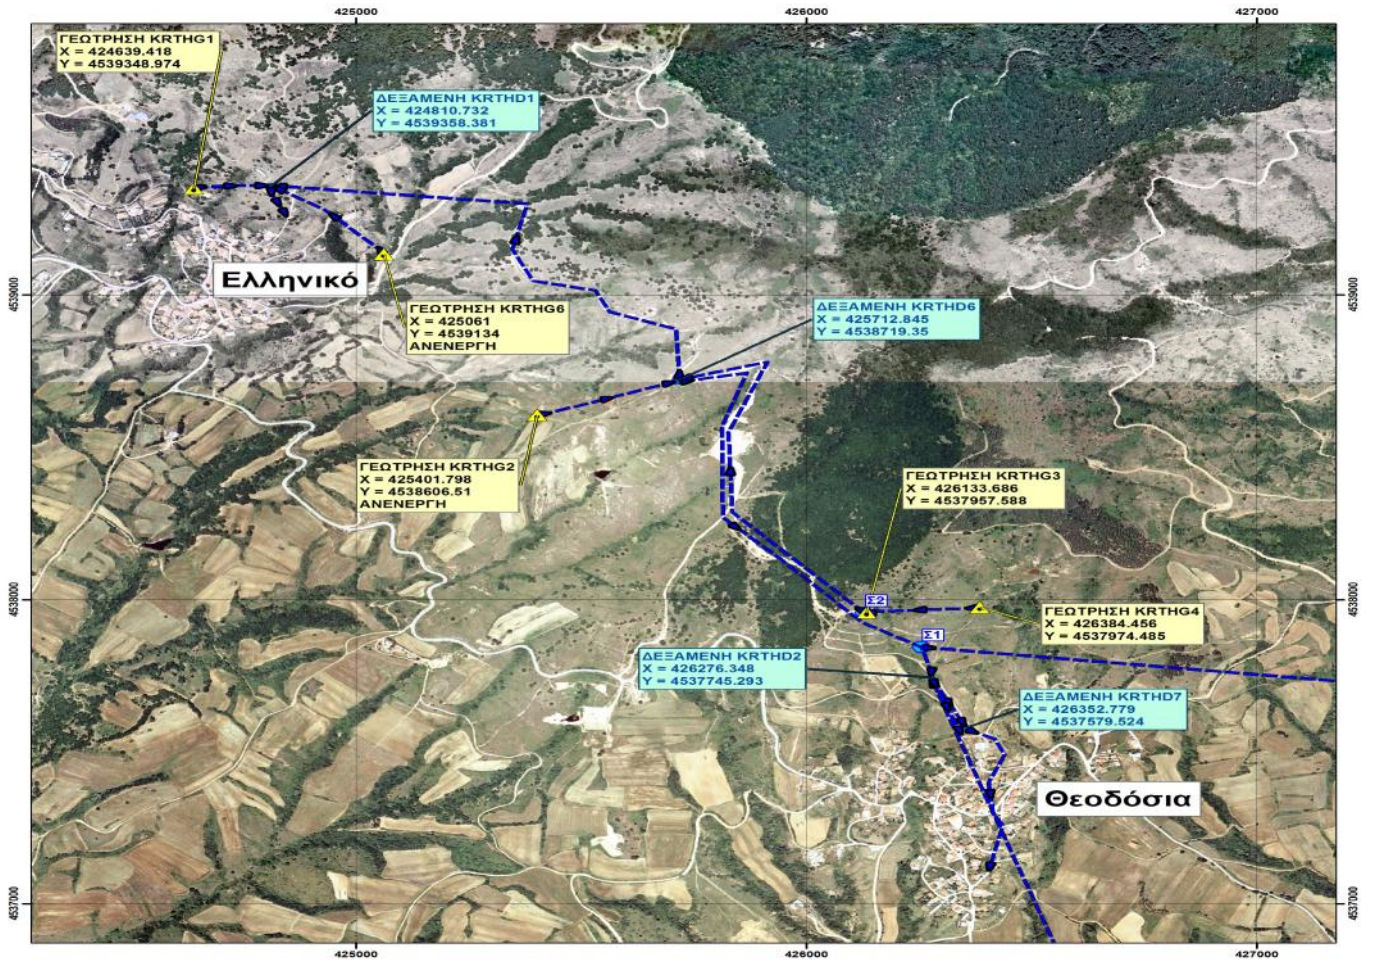 425000
426000
427000
ΓΕΩΤΡΗΣΗ KRTHG1
X = 424639.418
Y = 4539348.974
ΔΕΞΑΜΕΝΗ KRTHD1
X = 424810.732
Y = 4539358.381
Ελληνικό
4539000
4539000
ΓΕΩΤΡΗΣΗ KRTHG6
X = 425061
Y = 4539134
ΑΝΕΝΕΡΓΗ
ΔΕΞΑΜΕΝΗ KRTHD6
X = 425712.845
Y = 4538719.35
ΓΕΩΤΡΗΣΗ KRTHG2
X = 425401.798
Y = 4538606.51
ΑΝΕΝΕΡΓΗ
ΓΕΩΤΡΗΣΗ KRTHG3
X = 426133.686
Y = 4537957.588
4538000
Σ2
4538000
ΓΕΩΤΡΗΣΗ KRTHG4
X = 426384.456
Y = 4537974.485
Σ1
ΔΕΞΑΜΕΝΗ KRTHD2
X = 426276.348
Y = 4537745.293
ΔΕΞΑΜΕΝΗ KRTHD7
X = 426352.779
Y = 4537579.524
Θεοδόσια
4537000
4537000
425000
426000
427000